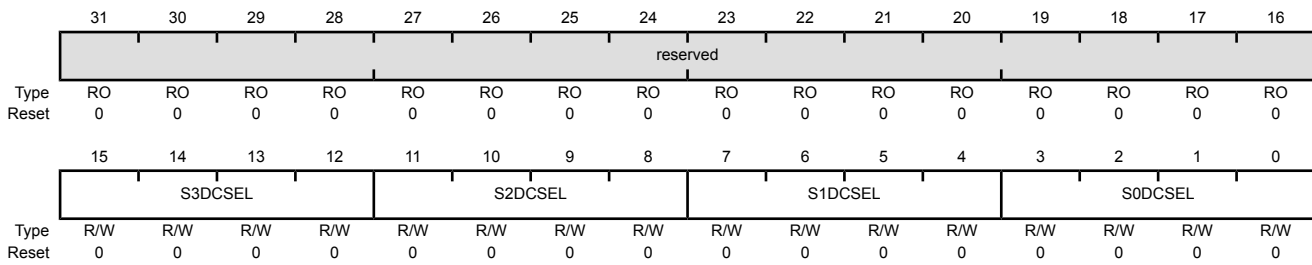 31 30 29 28 27 26 25 24 23 22 21 20 19 18 17 16
reserved
Type RO RO RO RO RO RO RO RO RO RO RO RO RO RO RO RO
Reset 0 0 0 0 0 0 0 0 0 0 0 0 0 0 0 0
15 14 13 12 11 10 9 8 7 6 5 4 3 2 1 0
S3DCSEL S2DCSEL S1DCSEL S0DCSEL
Type R/W R/W R/W R/W R/W R/W R/W R/W R/W R/W R/W R/W R/W R/W R/W R/W
Reset 0 0 0 0 0 0 0 0 0 0 0 0 0 0 0 0